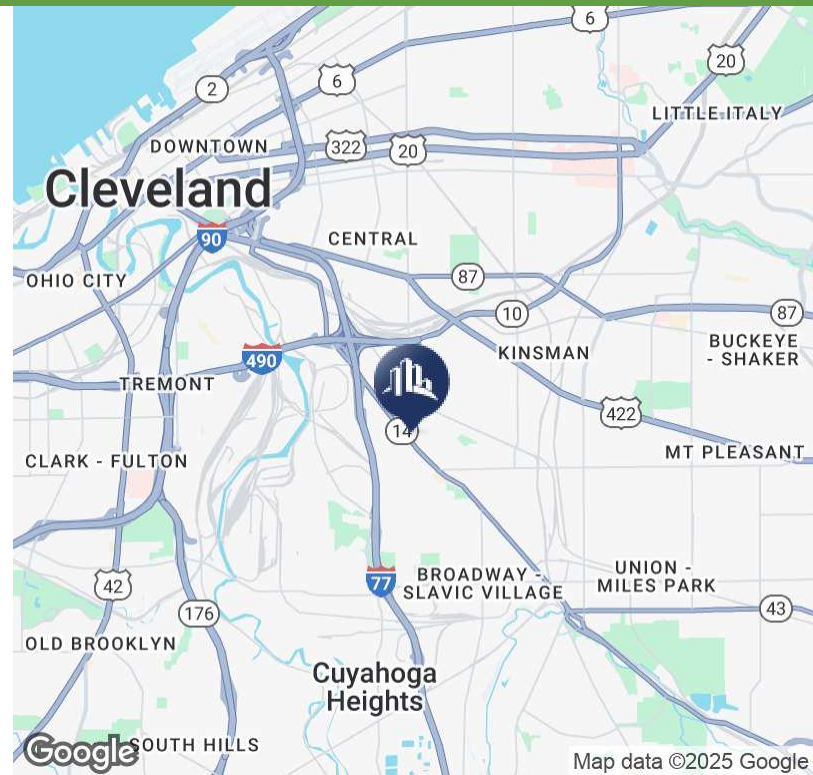 6
20
2
6
LITTLE ITALY
DOWNTOWN
322
20
Cleveland
90
CENTRAL
OHIO CITY
87
10
87
BUCKEYE
- SHAKER
490
KINSMAN
TREMONT
422
14
MT PLEASANT
CLARK - FULTON
77
BROADWAY -
SLAVIC VILLAGE
UNION -
MILES PARK
42
176
43
OLD BROOKLYN
Cuyahoga
Heights
Google
SOUTH HILLS
Map data ©2025 Google